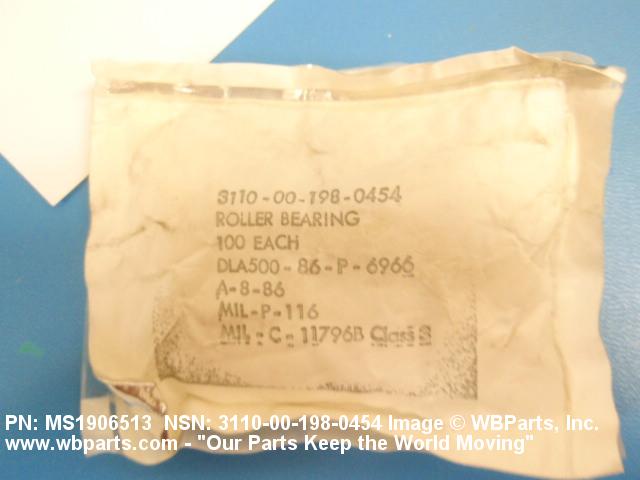 3110-00-198-0454
ROLLER BEARING
100 EACH
DLA500-86-P-6966
A-8-86
MIL-P-116
MIL-C-11796B Class 3
PN: MS1906513 NSN: 3110-00-198-0454 Image © WBParts, Inc.
www.wbparts.com - "Our Parts Keep the World Moving"